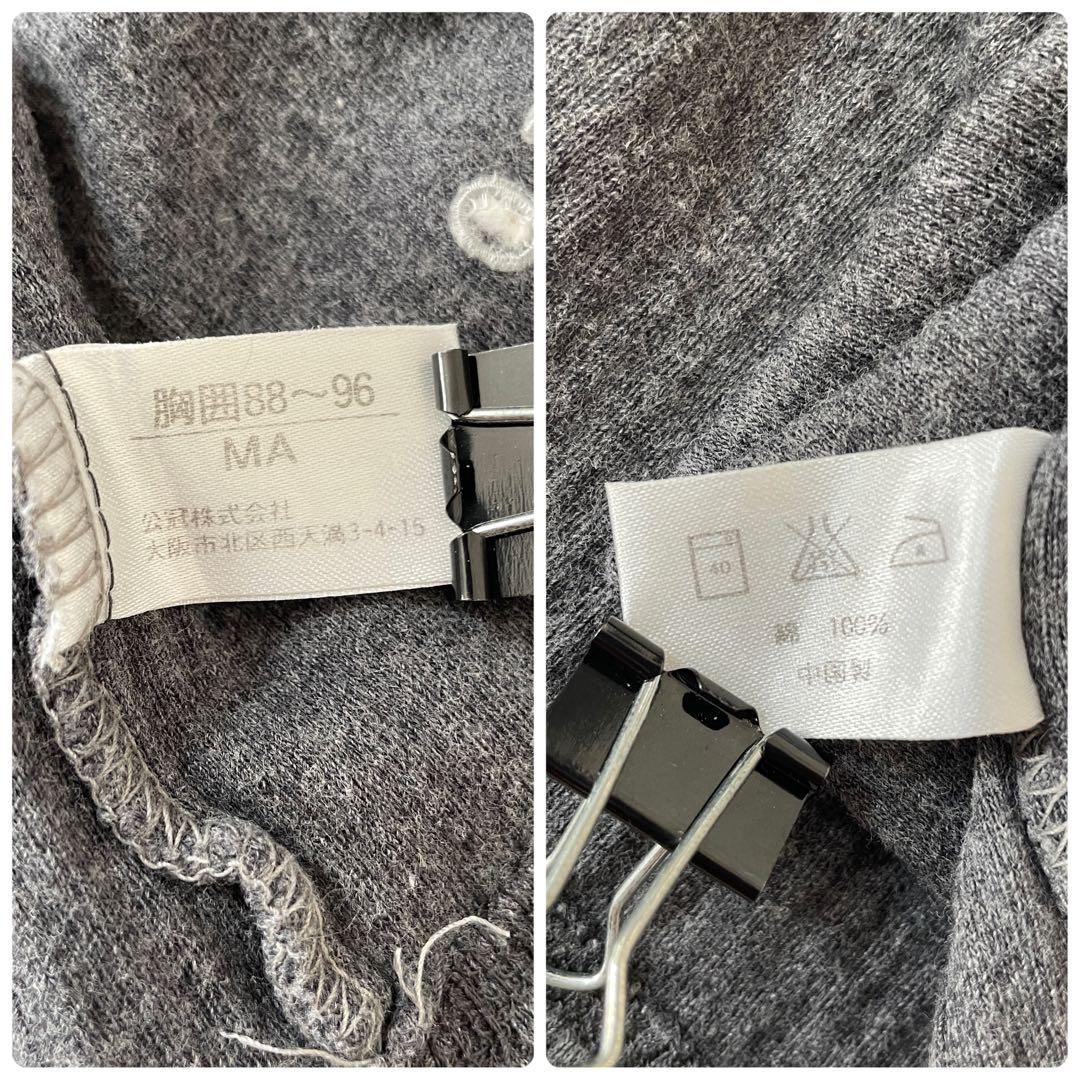 胸囲88～96
MA
公冠株式会社
大阪市北区西天満3-4-15
40
綿 100%
中国製